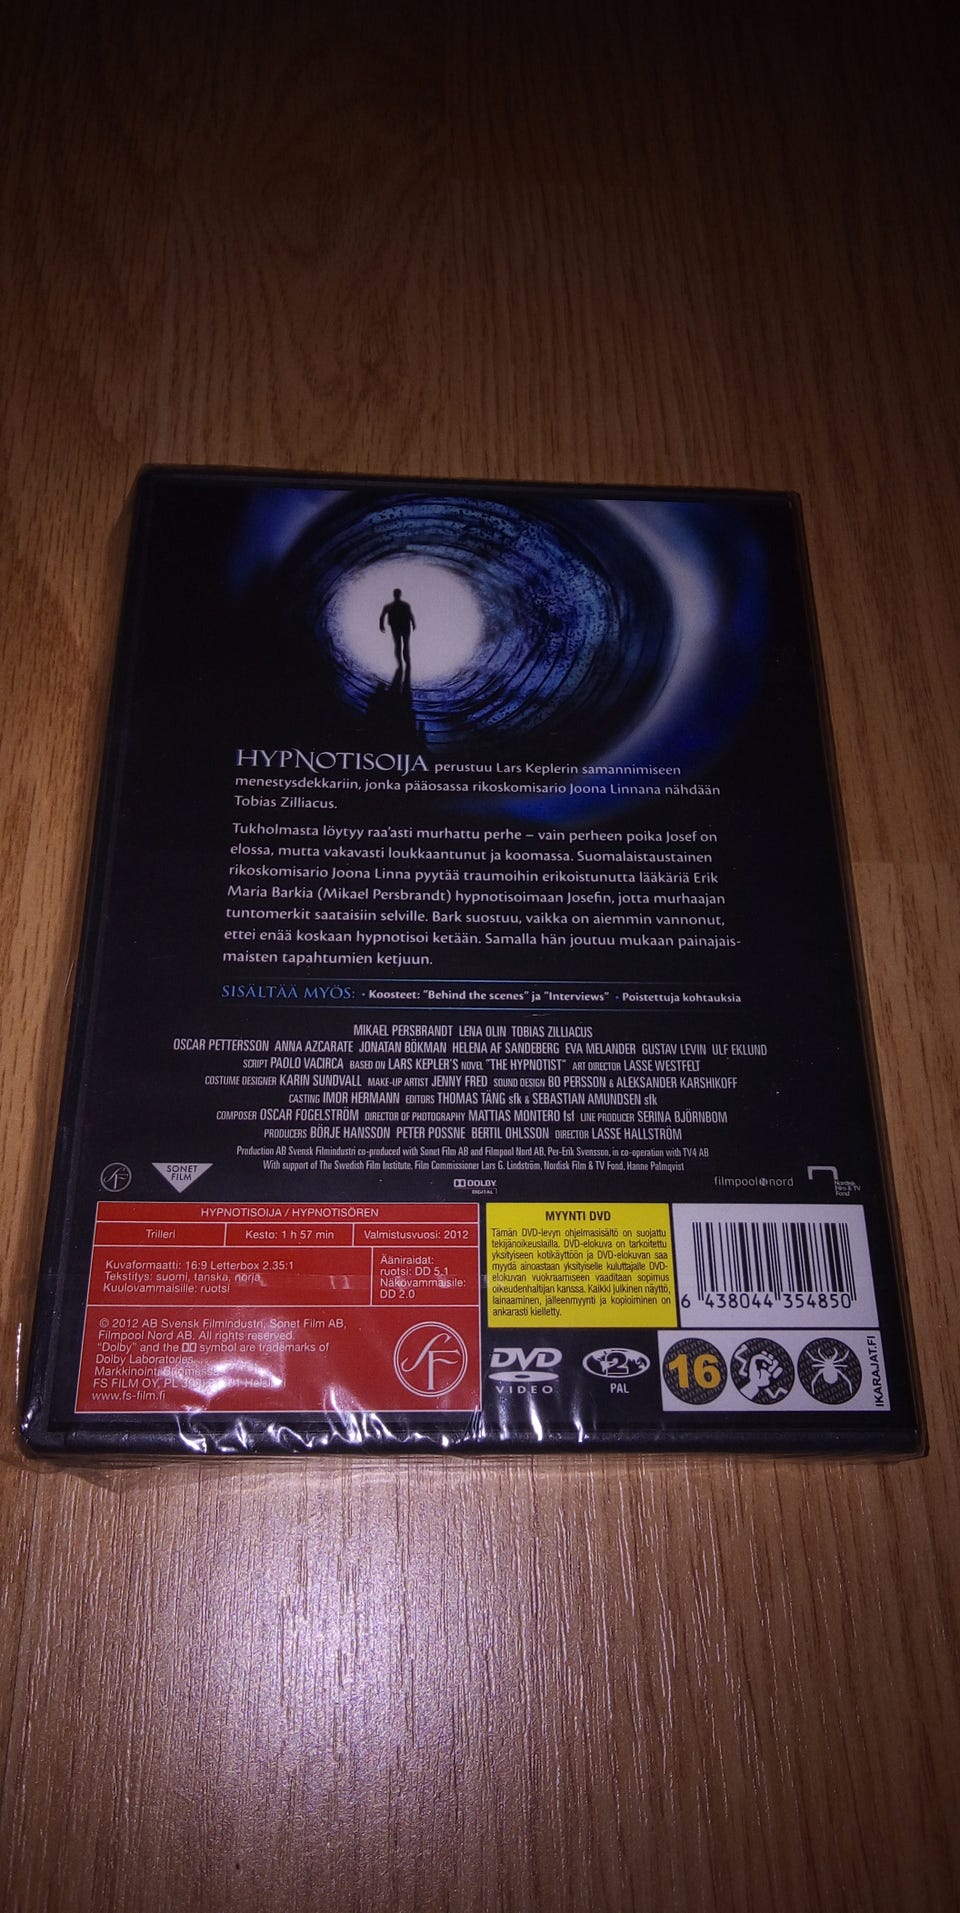 HYPNOTISOIJA perustuu Lars Keplerin samannimiseen
menestysdekkariin, jonka pääosassa rikoskomisario Joona Linnana nähdään
Tobias Zilliacus.
Tukholmasta löytyy raa'asti murhattu perhe – vain perheen poika Josef on
elossa, mutta vakavasti loukkaantunut ja koomassa. Suomalaistaustainen
rikoskomisario Joona Linna pyytää traumoihin erikoistunutta lääkäriä Erik
Maria Barkia (Mikael Persbrandt) hypnotisoimaan Josefin, jotta murhaajan
tuntomerkit saataisiin selville. Bark suostuu, vaikka on aiemmin vannonut,
ettei enää koskaan hypnotisoi ketään. Samalla hän joutuu mukaan painajais-
maisten tapahtumien ketjuun.
SISÄLTÄÄ MYÖS: • Koosteet: "Behind the scenes" ja "Interviews" • Poistettuja kohtauksia
MIKAEL PERSBRANDT LENA OLIN TOBIAS ZILLIACUS
OSCAR PETTERSSON ANNA AZCARATE JONATAN BÖKMAN HELENA AF SANDEBERG EVA MELANDER GUSTAV LEVIN ULF EKLUND
SCRIPT PAOLO VACIRCA BASED ON LARS KEPLER'S NOVEL "THE HYPNOTIST" ART DIRECTOR LASSE WESTFELT
COSTUME DESIGNER KARIN SUNDVALL MAKE-UP ARTIST JENNY FRED SOUND DESIGN BO PERSSON & ALEKSANDER KARSHIKOFF
CASTING IMOR HERMANN EDITORS THOMAS TÄNG sfk & SEBASTIAN AMUNDSEN sfk
COMPOSER OSCAR FOGELSTRÖM DIRECTOR OF PHOTOGRAPHY MATTIAS MONTERO fsf LINE PRODUCER SERINA BJÖRNBOM
PRODUCERS BÖRJE HANSSON PETER POSSNE BERTIL OHLSSON DIRECTOR LASSE HALLSTRÖM
Production AB Svensk Filmindustri co-produced with Sonet Film AB and Filmpool Nord AB, Per-Erik Svensson, in co-operation with TV4 AB
With support of The Swedish Film Institute, Film Commissioner Lars G. Lindström, Nordisk Film & TV Fond, Hanne Palmqvist
SF
SONET
FILM
DOLBY
DIGITAL
filmpool nord
Nordisk
Film & TV
Fond
HYPNOTISOIJA / HYPNOTISÖREN
Trilleri
Kesto: 1 h 57 min
Valmistusvuosi: 2012
Kuvaformaatti: 16:9 Letterbox 2.35:1
Tekstitys: suomi, tanska, norja
Kuulovammaisille: ruotsi
Ääniraidat:
ruotsi: DD 5.1
Näkövammaisille:
DD 2.0
© 2012 AB Svensk Filmindustri, Sonet Film AB,
Filmpool Nord AB. All rights reserved.
"Dolby" and the symbol are trademarks of
Dolby Laboratories.
Markkinointi Suomessa
FS FILM OY, PL
www.fs-film.fi
SF
MYYNTI DVD
Tämän DVD-levyn ohjelmasisältö on suojattu
tekijänoikeuslailla. DVD-elokuva on tarkoitettu
yksityiseen kotikäyttöön ja DVD-elokuvan saa
myydä ainoastaan yksityiselle kuluttajalle. DVD-
elokuvan vuokraamiseen vaaditaan sopimus
oikeudenhaltijan kanssa. Kaikki julkinen näyttö,
lainaaminen, jälleenmyynti ja kopioiminen on
ankarasti kielletty.
6 438044 354850
DVD
VIDEO
2
PAL
16
IKARAJAT.FI